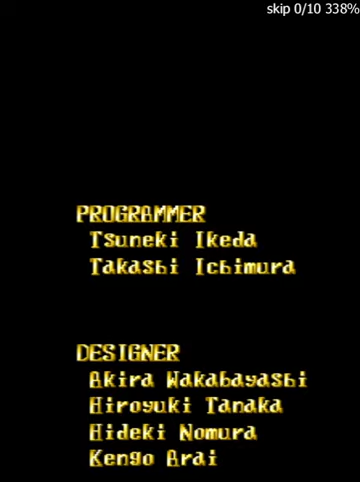 skip 0/10 338%
PROGRAMMER
Tsuneki Ikeda
Takashi Ichimura
DESIGNER
Akira Wakabayashi
Hiroyuki Tanaka
Hideki Nomura
Kengo Arai